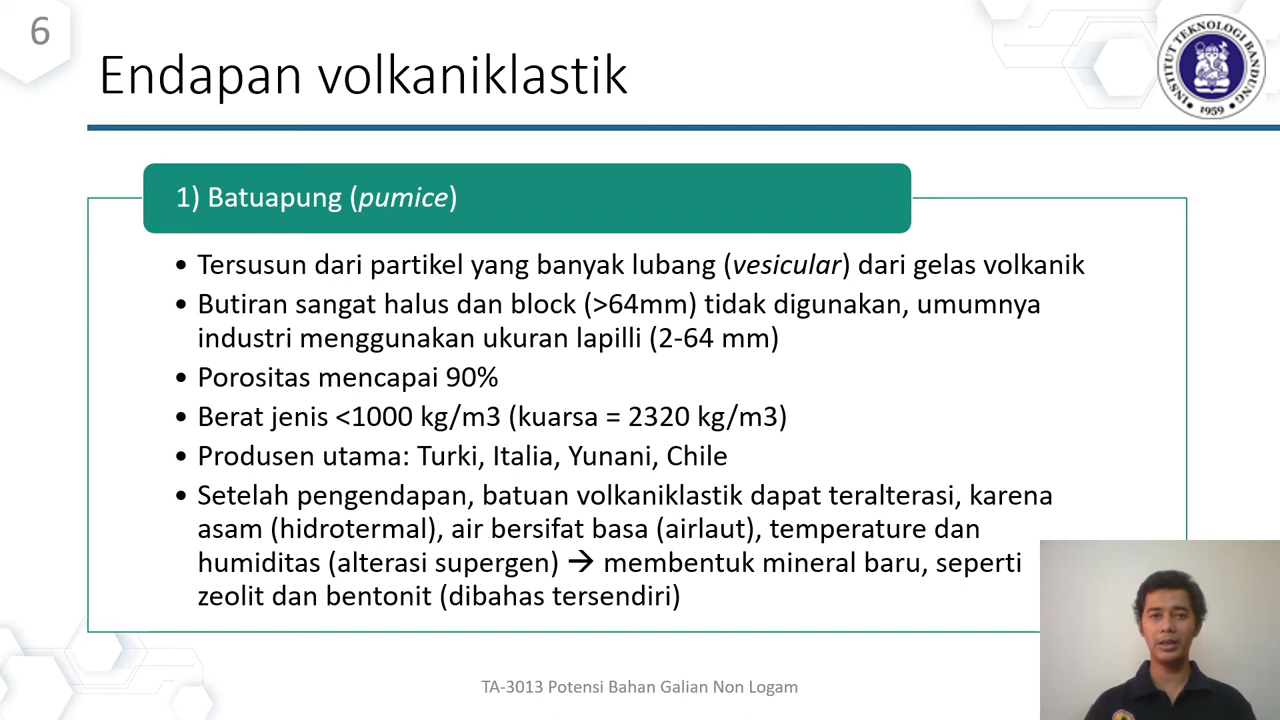 6
Endapan volkaniklastik
INSTITUT TEKNOLOGI BANDUNG
1959
1) Batuapung (pumice)
• Tersusun dari partikel yang banyak lubang (vesicular) dari gelas volkanik
• Butiran sangat halus dan block (>64mm) tidak digunakan, umumnya
industri menggunakan ukuran lapilli (2-64 mm)
• Porositas mencapai 90%
• Berat jenis <1000 kg/m3 (kuarsa = 2320 kg/m3)
• Produsen utama: Turki, Italia, Yunani, Chile
• Setelah pengendapan, batuan volkaniklastik dapat teralterasi, karena
asam (hidrotermal), air bersifat basa (airlaut), temperature dan
humiditas (alterasi supergen) → membentuk mineral baru, seperti
zeolit dan bentonit (dibahas tersendiri)
TA-3013 Potensi Bahan Galian Non Logam